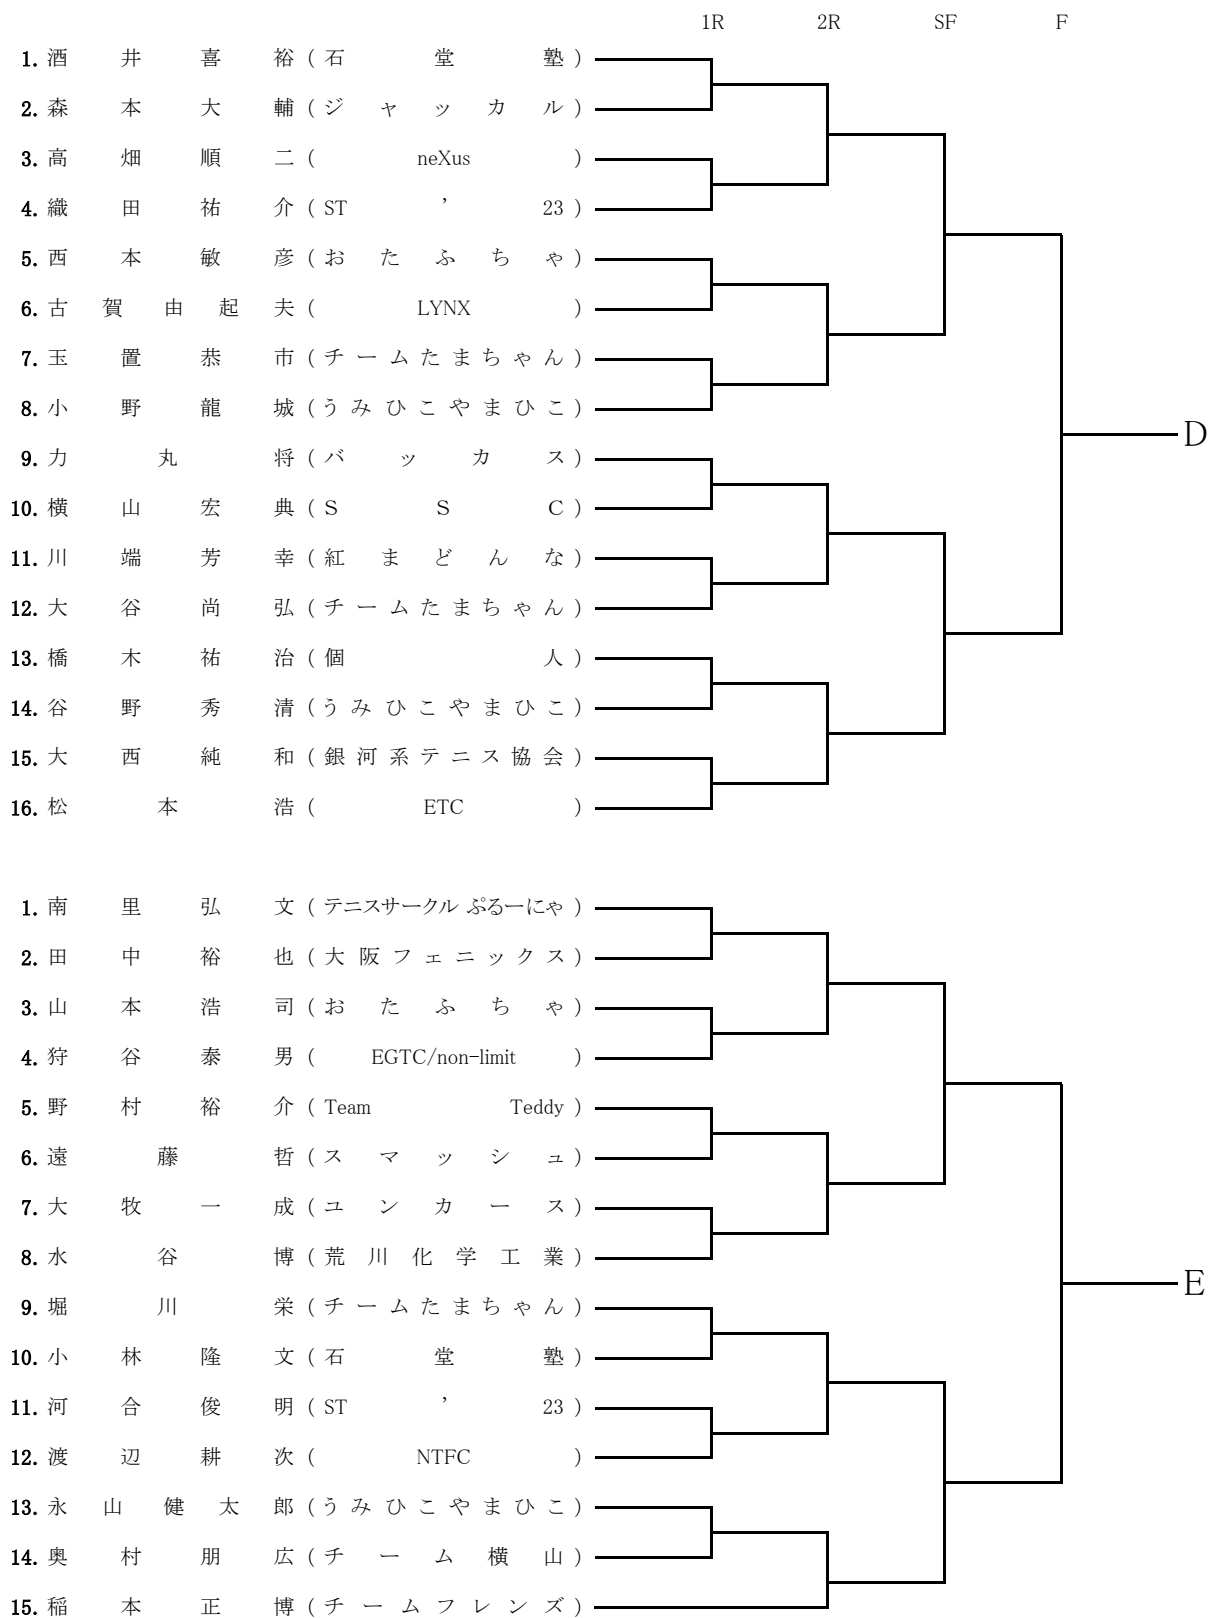 1R 2R SF F
1. 酒井喜裕 (石堂塾)
2. 森本大輔 (ジャッカル)
3. 高畑順二 (neXus)
4. 織田祐介 (ST ' 23)
5. 西本敏彦 (おたふちゃ)
6. 古賀由起夫 (LYNX)
7. 玉置恭市 (チームたまちゃん)
8. 小野龍城 (うみひこやまひこ)
D
9. 力丸将 (バッカス)
10. 横山宏典 (SSC)
11. 川端芳幸 (紅まどんな)
12. 大谷尚弘 (チームたまちゃん)
13. 橋木祐治 (個人)
14. 谷野秀清 (うみひこやまひこ)
15. 大西純和 (銀河系テニス協会)
16. 松本浩 (ETC)
1. 南里弘文 (テニスサークル ぷるーにゃ)
2. 田中裕也 (大阪フェニックス)
3. 山本浩司 (おたふちゃ)
4. 狩谷泰男 (EGTC/non-limit)
5. 野村裕介 (Team Teddy)
6. 遠藤哲 (スマッシュ)
7. 大牧一成 (ユンカース)
8. 水谷博 (荒川化学工業)
E
9. 堀川栄 (チームたまちゃん)
10. 小林隆文 (石堂塾)
11. 河合俊明 (ST ' 23)
12. 渡辺耕次 (NTFC)
13. 永山健太郎 (うみひこやまひこ)
14. 奥村朋広 (チーム横山)
15. 稲本正博 (チームフレンズ)